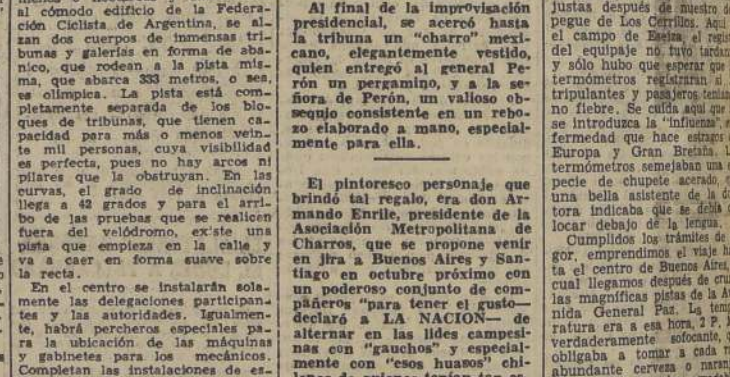 al cómodo edificio de la Federa-
ción Ciclista de Argentina, se al-
zan dos cuerpos de inmensas tri-
bunas y galerías en forma de aba-
nico, que rodean a la pista mis-
ma, que abarca 333 metros, o sea,
es olímpica. La pista está com-
pletamente separada de los blo-
ques de tribunas, que tienen ca-
pacidad para más o menos vein-
te mil personas, cuya visibilidad
es perfecta, pues no hay arcos ni
pilares que la obstruyan. En las
curvas, el grado de inclinación
llega a 42 grados y para el arri-
bo de las pruebas que se realicen
fuera del velódromo, existe una
pista que empieza en la calle y
va a caer en forma suave sobre
la recta.
En el centro se instalarán sola-
mente las delegaciones participan-
tes y las autoridades. Igualmen-
te, habrá percheros especiales pa-
ra la ubicación de las máquinas
y gabinetes para los mecánicos.
Completan las instalaciones de es-
Al final de la improvisación
presidencial, se acercó hasta
la tribuna un "charro" mexi-
cano, elegantemente vestido,
quien entregó al general Pe-
rón un pergamino, y a la se-
ñora de Perón, un valioso ob-
sequio consistente en un rebo-
zo elaborado a mano, especial-
mente para ella.
El pintoresco personaje que
brindó tal regalo, era don Ar-
mando Enrile, presidente de la
Asociación Metropolitana de
Charros, que se propone venir
en jira a Buenos Aires y San-
tiago en octubre próximo con
un poderoso conjunto de com-
pañeros "para tener el gusto—
declaró a LA NACION— de
alternar en las lides campesi-
nas con "gauchos" y especial-
mente con "esos huasos" chi-
justas después de nuestro
pegue de Los Cerrillos. Aquí
el campo de Eseiza, el
del equipaje no tuvo
y sólo hubo que esperar que
termómetros registraran si
tripulantes y pasajeros
no fiebre. Se cuida aquí que
se introduzca la "influenza",
fermedad que hace estragos
Europa y Gran Bretaña.
termómetros semejaban una
pecie de chupete acerado,
una bella asistente de la
tora indicaba que se debía
locar debajo de la lengua.
Cumplidos los trámites de
gor, emprendimos el viaje
ta el centro de Buenos Aires,
cual llegamos después de
las magníficas pistas de la
nida General Paz. La
ratura era a esa hora, 2 P.
verdaderamente sofocante,
obligaba a tomar a cada
abundante cerveza o